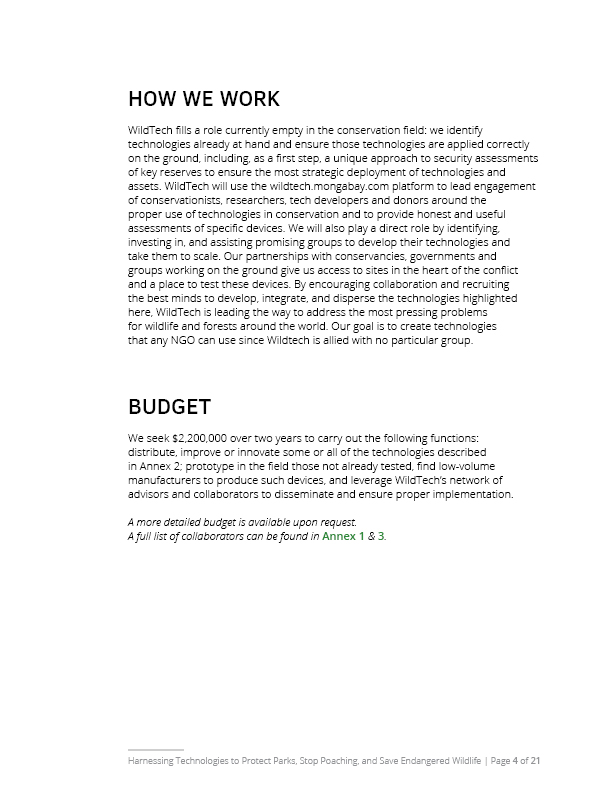 HOW WE WORK
WildTech fills a role currently empty in the conservation field: we identify
technologies already at hand and ensure those technologies are applied correctly
on the ground, including, as a first step, a unique approach to security assessments
of key reserves to ensure the most strategic deployment of technologies and
assets. WildTech will use the wildtech.mongabay.com platform to lead engagement
of conservationists, researchers, tech developers and donors around the
proper use of technologies in conservation and to provide honest and useful
assessments of specific devices. We will also play a direct role by identifying,
investing in, and assisting promising groups to develop their technologies and
take them to scale. Our partnerships with conservancies, governments and
groups working on the ground give us access to sites in the heart of the conflict
and a place to test these devices. By encouraging collaboration and recruiting
the best minds to develop, integrate, and disperse the technologies highlighted
here, WildTech is leading the way to address the most pressing problems
for wildlife and forests around the world. Our goal is to create technologies
that any NGO can use since Wildtech is allied with no particular group.
BUDGET
We seek $2,200,000 over two years to carry out the following functions:
distribute, improve or innovate some or all of the technologies described
in Annex 2; prototype in the field those not already tested, find low-volume
manufacturers to produce such devices, and leverage WildTech's network of
advisors and collaborators to disseminate and ensure proper implementation.
A more detailed budget is available upon request.
A full list of collaborators can be found in Annex 1 & 3.
Harnessing Technologies to Protect Parks, Stop Poaching, and Save Endangered Wildlife | Page 4 of 21